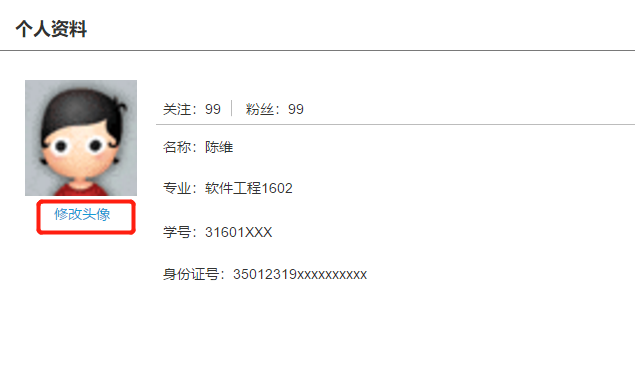 个人资料
关注：99 | 粉丝：99
名称：陈维
专业：软件工程1602
修改头像
学号：31601XXX
身份证号：35012319xxxxxxxxxx